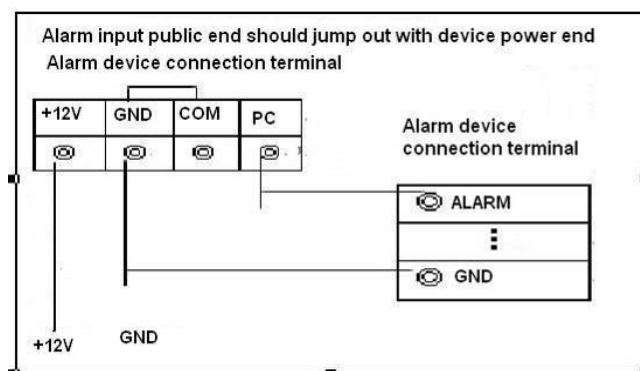 Alarm input public end should jump out with device power end
Alarm device connection terminal
+12V GND COM PC
Alarm device
connection terminal
ALARM
GND
+12V GND